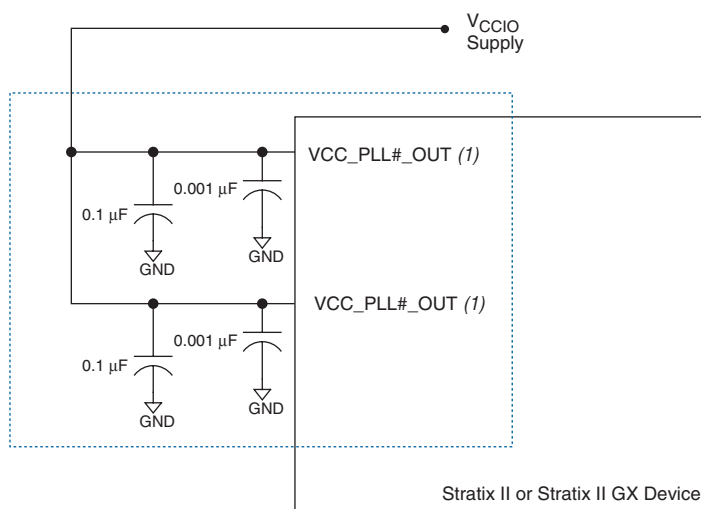 VCCIO
Supply
VCC_PLL#_OUT (1)
0.001 μF
0.1 μF
GND
GND
VCC_PLL#_OUT (1)
0.001 μF
0.1 μF
GND
GND
Stratix II or Stratix II GX Device